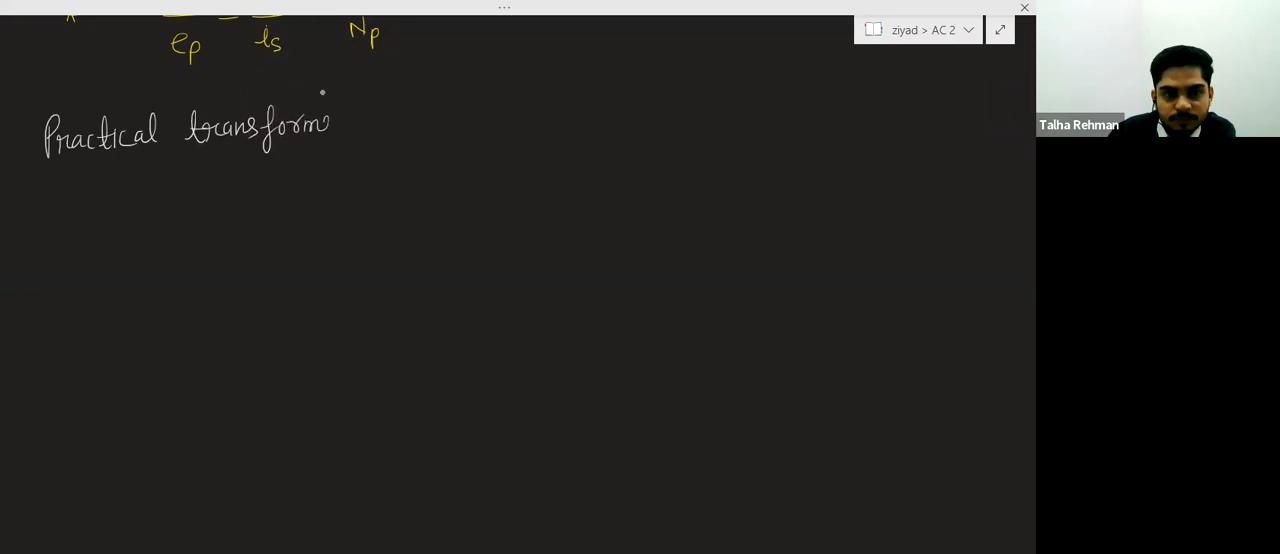 ziyad > AC 2
eₚ iₛ Nₚ
Practical transform
Talha Rehman